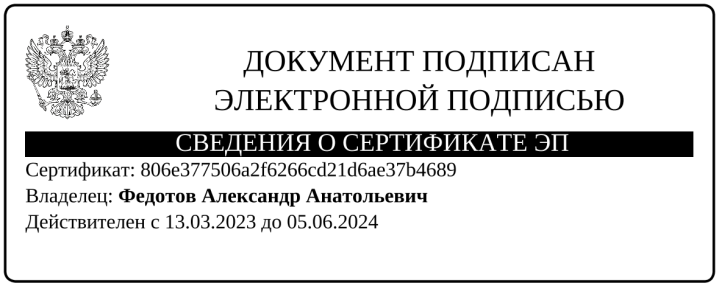 ДОКУМЕНТ ПОДПИСАН
ЭЛЕКТРОННОЙ ПОДПИСЬЮ
СВЕДЕНИЯ О СЕРТИФИКАТЕ ЭП
Сертификат: 806e377506a2f6266cd21d6ae37b4689
Владелец: Федотов Александр Анатольевич
Действителен с 13.03.2023 до 05.06.2024